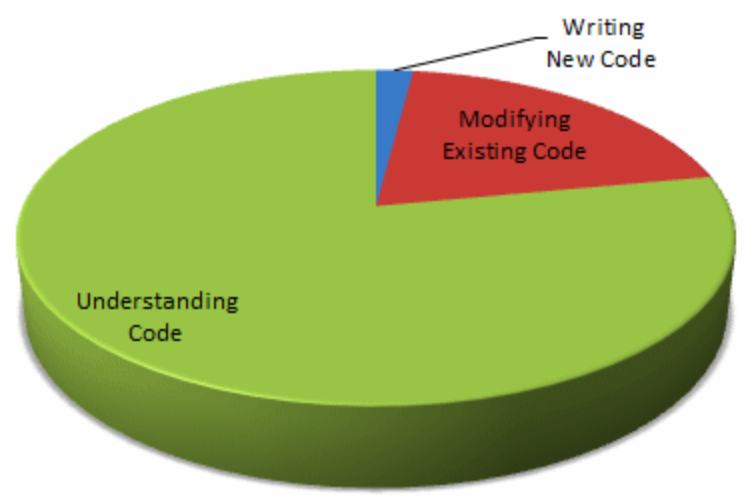 Writing
New Code
Modifying
Existing Code
Understanding
Code